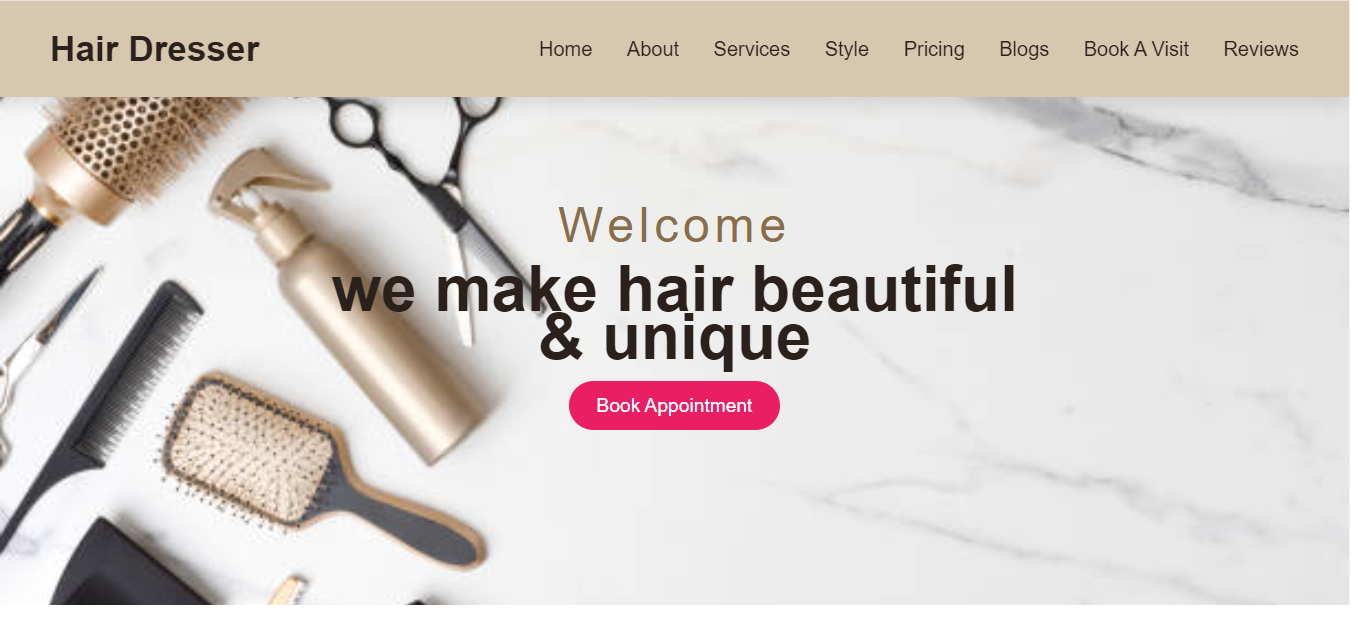 Hair Dresser
Home About Services Style Pricing Blogs Book A Visit Reviews
Welcome
we make hair beautiful
& unique
Book Appointment